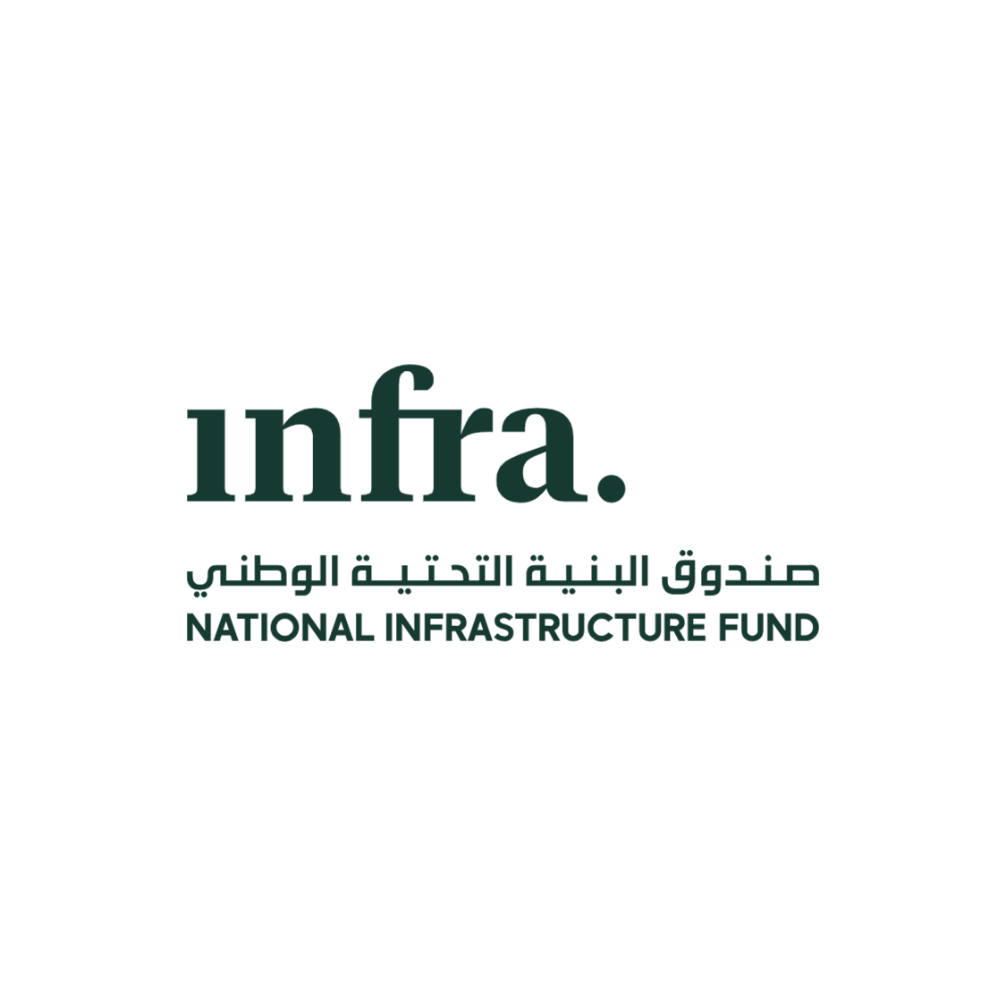 infra.
صندوق البنية التحتية الوطني
NATIONAL INFRASTRUCTURE FUND